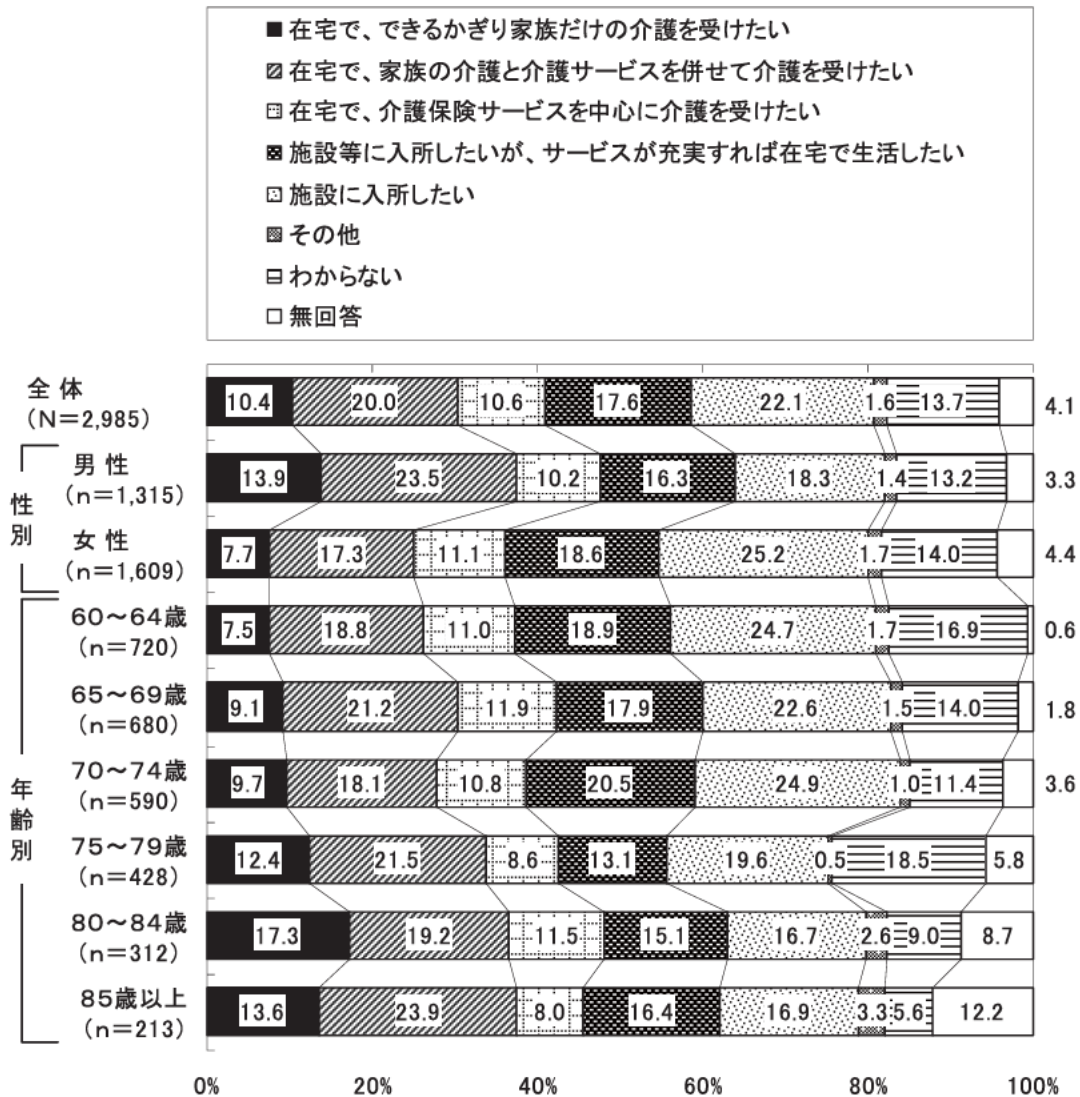 ■在宅で、できるかぎり家族だけの介護を受けたい
在宅で、家族の介護と介護サービスを併せて介護を受けたい
在宅で、介護保険サービスを中心に介護を受けたい
施設等に入所したいが、サービスが充実すれば在宅で生活したい
施設に入所したい
その他
わからない
□無回答
全体
(N=2,985)
10.4 20.0 10.6 17.6 22.1 1.6 13.7 4.1
性別
男性
(n=1,315)
13.9 23.5 10.2 16.3 18.3 1.4 13.2 3.3
女性
(n=1,609)
7.7 17.3 11.1 18.6 25.2 1.7 14.0 4.4
年齢別
60~64歳
(n=720)
7.5 18.8 11.0 18.9 24.7 1.7 16.9 0.6
65~69歳
(n=680)
9.1 21.2 11.9 17.9 22.6 1.5 14.0 1.8
70~74歳
(n=590)
9.7 18.1 10.8 20.5 24.9 1.0 11.4 3.6
75~79歳
(n=428)
12.4 21.5 8.6 13.1 19.6 0.5 18.5 5.8
80~84歳
(n=312)
17.3 19.2 11.5 15.1 16.7 2.6 9.0 8.7
85歳以上
(n=213)
13.6 23.9 8.0 16.4 16.9 3.3 5.6 12.2
0% 20% 40% 60% 80% 100%